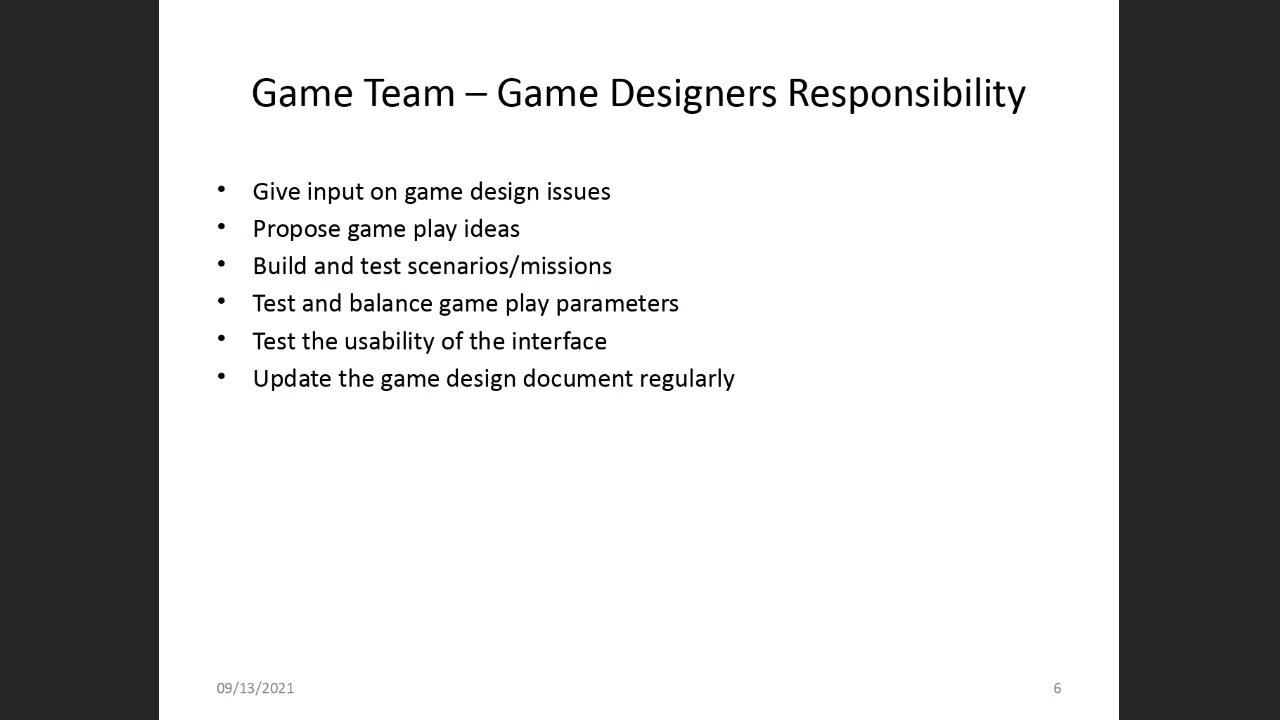 Game Team – Game Designers Responsibility
• Give input on game design issues
• Propose game play ideas
• Build and test scenarios/missions
• Test and balance game play parameters
• Test the usability of the interface
• Update the game design document regularly
09/13/2021
6